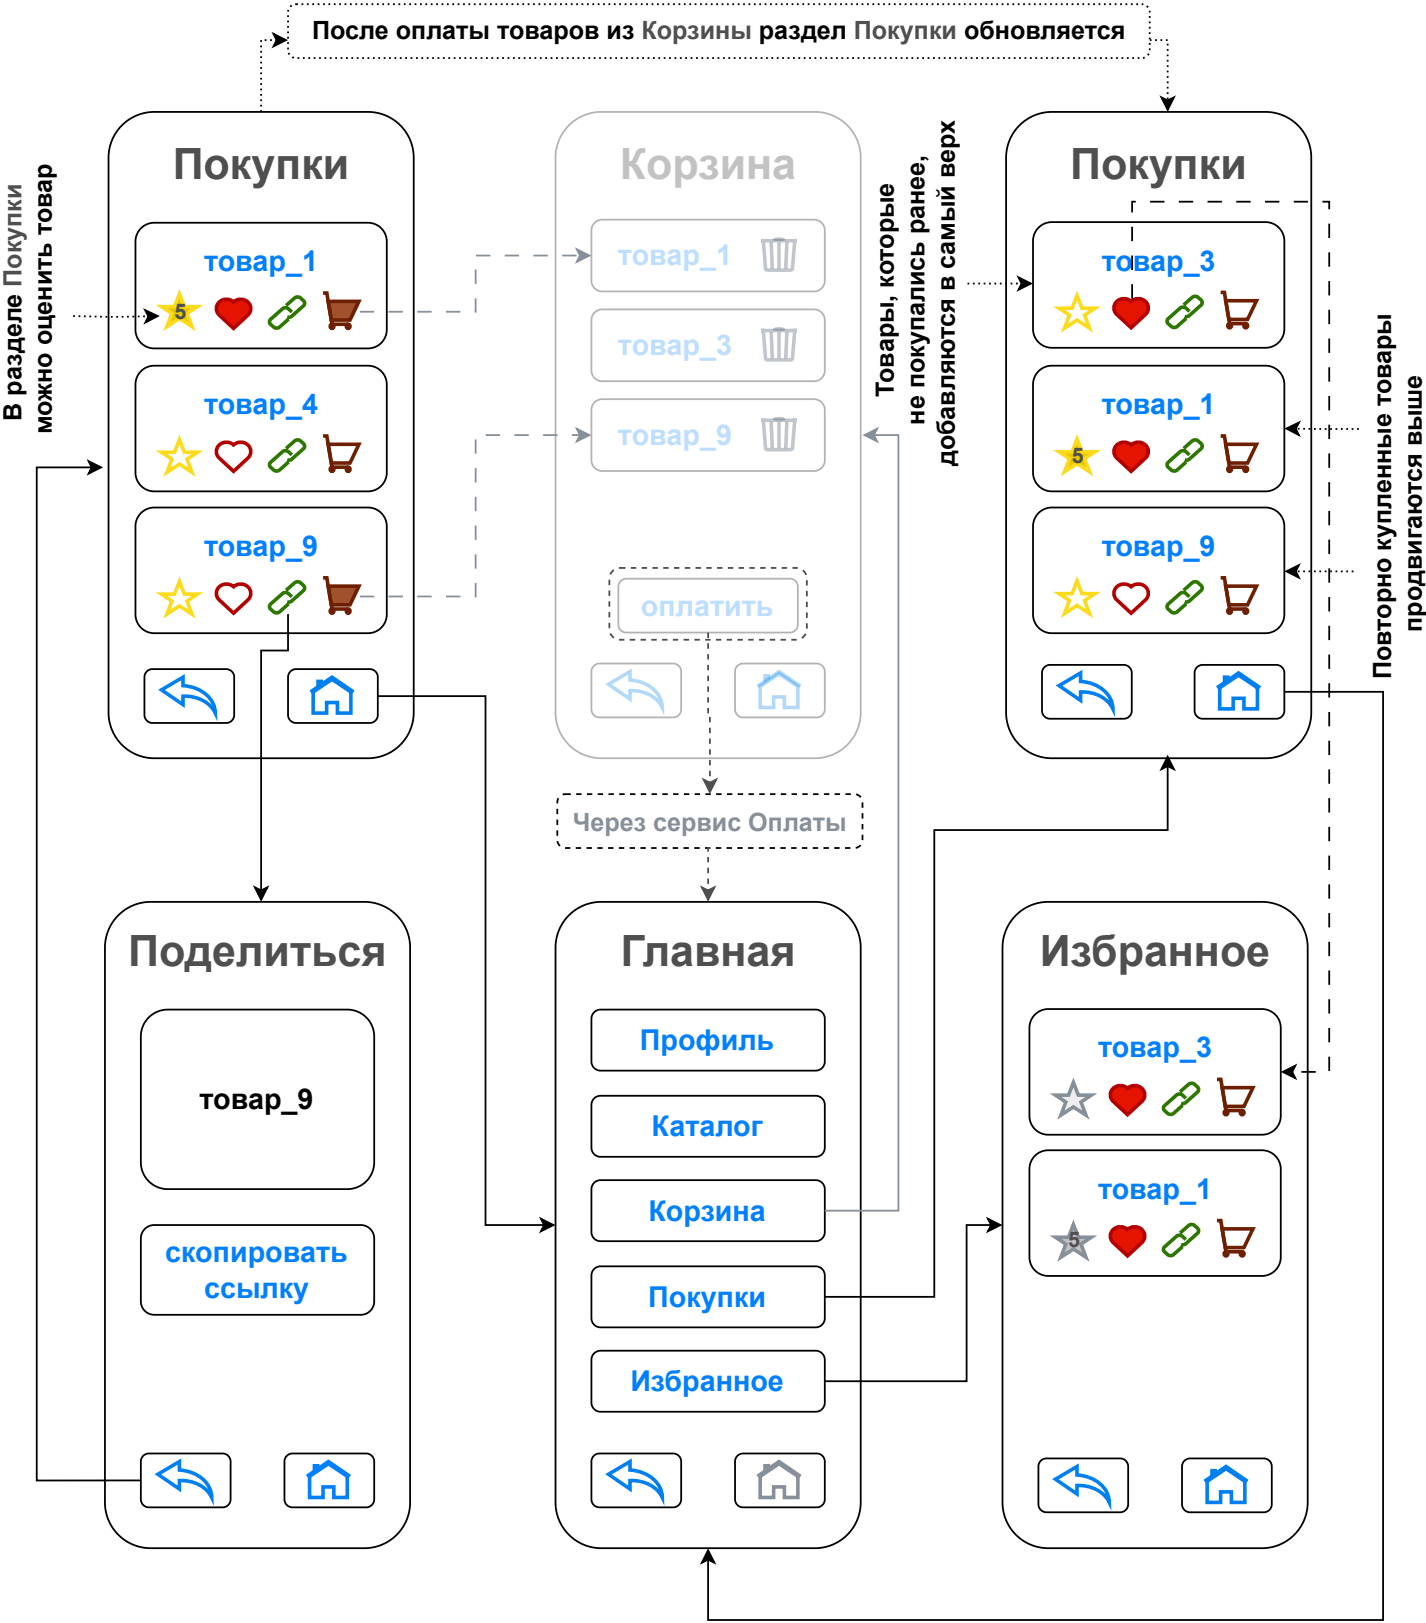 После оплаты товаров из Корзины раздел Покупки обновляется
В разделе Покупки
можно оценить товар
Покупки
товар_1
5
товар_4
товар_9
Корзина
товар_1
товар_3
товар_9
оплатить
Через сервис Оплаты
Товары, которые
не покупались ранее,
добавляются в самый верх
Покупки
товар_3
товар_1
5
товар_9
Повторно купленные товары
продвигаются выше
Поделиться
товар_9
скопировать
ссылку
Главная
Профиль
Каталог
Корзина
Покупки
Избранное
Избранное
товар_3
товар_1
5